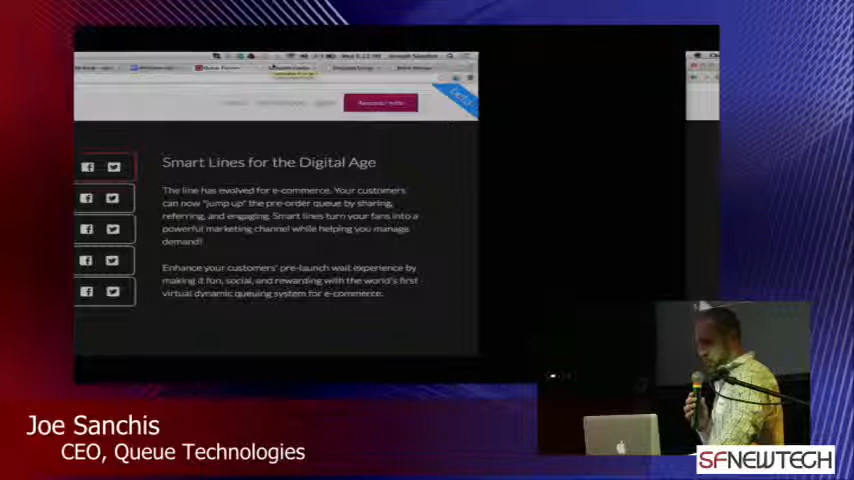 Beta
Smart Lines for the Digital Age
The line has evolved for e-commerce. Your customers
can now "jump up" the pre-order queue by sharing,
referring, and engaging. Smart lines turn your fans into a
powerful marketing channel while helping you manage
demand!
Enhance your customers' pre-launch wait experience by
making it fun, social, and rewarding with the world's first
virtual dynamic queuing system for e-commerce.
Joe Sanchis
CEO, Queue Technologies
SFNEWTECH